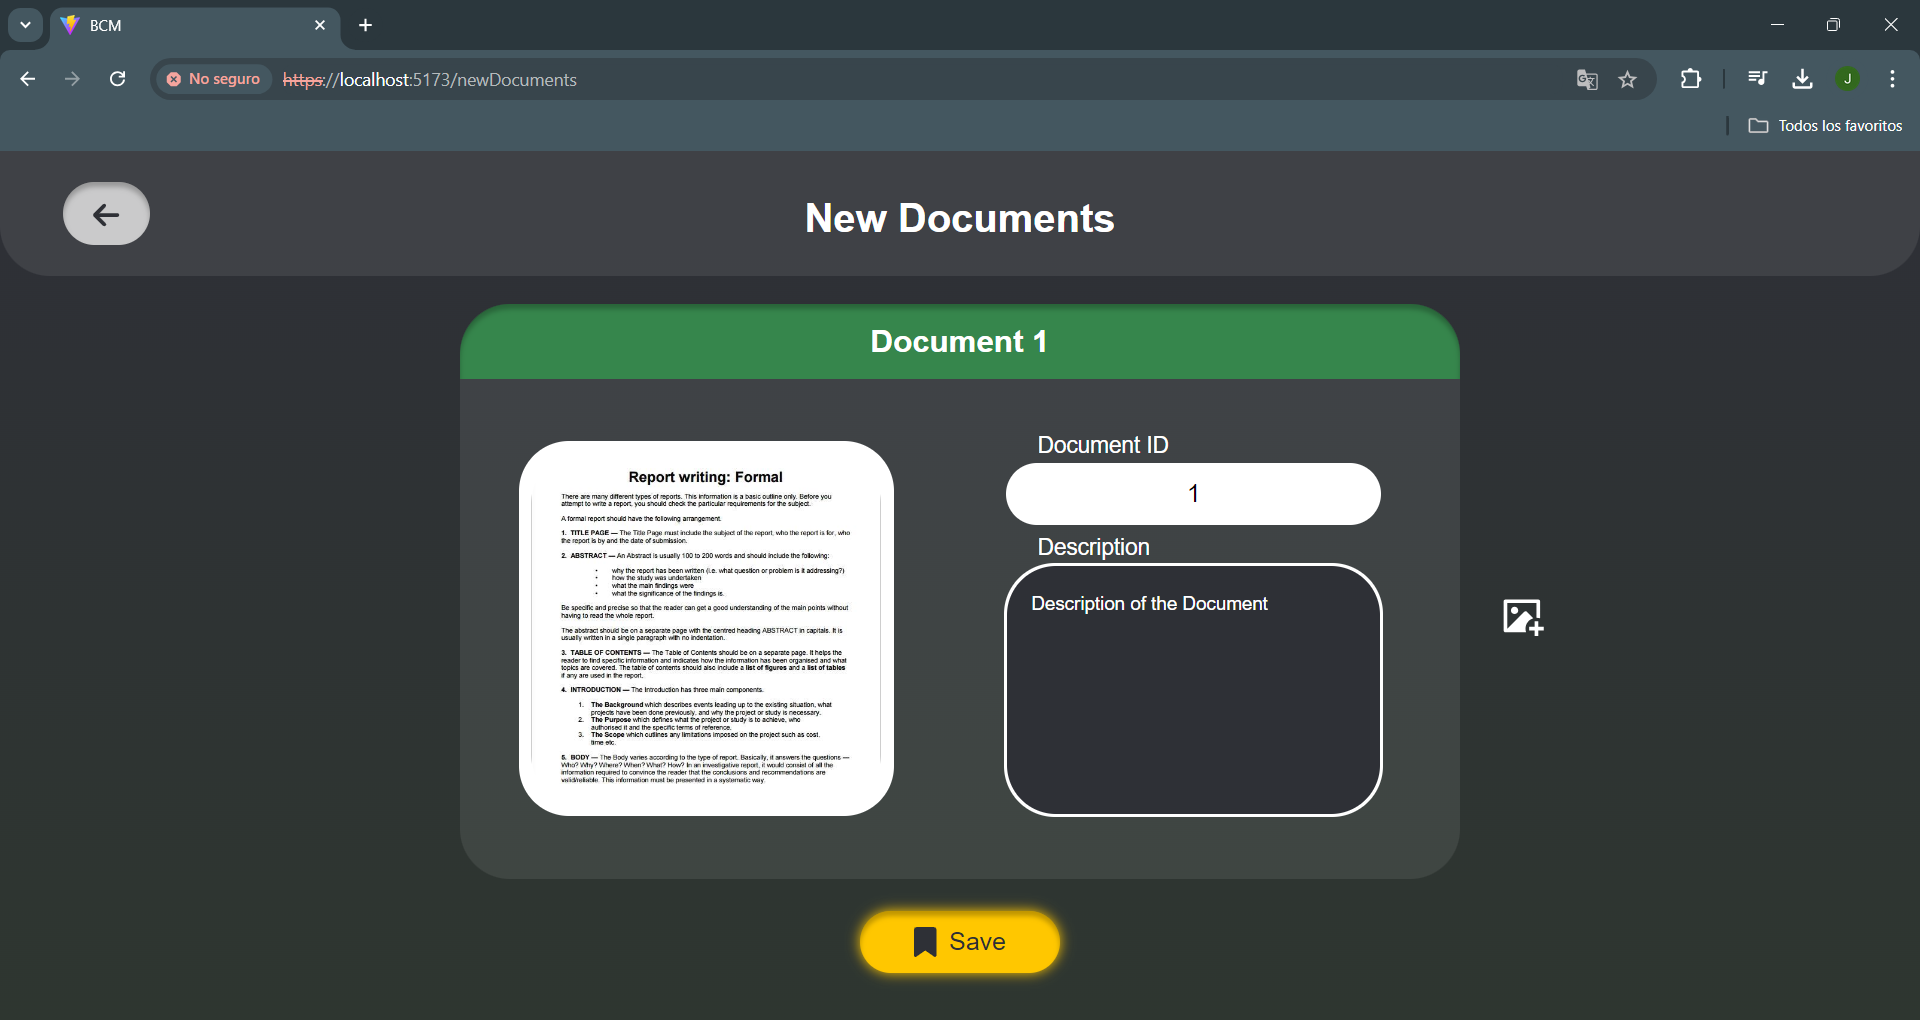 BCM
No seguro
https://localhost:5173/newDocuments
J
Todos los favoritos
New Documents
Document 1
Report writing: Formal
There are many different types of reports. This information is a basic outline only. Before you
attempt to write a report, you should check the particular requirements for the subject.
A formal report should have the following arrangement.
1. TITLE PAGE — The Title Page must include the subject of the report, who the report is for, who
the report is by and the date of submission.
2. ABSTRACT — An Abstract is usually 100 to 200 words and should include the following:
• why the report has been written (i.e. what question or problem is it addressing?)
• how the study was undertaken
• what the main findings were
• what the significance of the findings is.
Be specific and precise so that the reader can get a good understanding of the main points without
having to read the whole report.
The abstract should be on a separate page with the centred heading ABSTRACT in capitals. It is
usually written in a single paragraph with no indentation.
3. TABLE OF CONTENTS — The Table of Contents should be on a separate page. It helps the
reader to find specific information and indicates how the information has been organised and what
topics are covered. The table of contents should also include a list of figures and a list of tables
if any are used in the report.
4. INTRODUCTION — The Introduction has three main components.
1. The Background which describes events leading up to the existing situation, what
projects have been done previously, and why the project or study is necessary.
2. The Purpose which defines what the project or study is to achieve, who
authorised it and the specific terms of reference.
3. The Scope which outlines any limitations imposed on the project such as cost,
time etc.
5. BODY — The Body varies according to the type of report. Basically, it answers the questions —
Who? Why? Where? When? What? How? In an investigative report, it would consist of all the
information required to convince the reader that the conclusions and recommendations are
valid/reliable. This information must be presented in a systematic way.
Document ID
1
Description
Description of the Document
Save